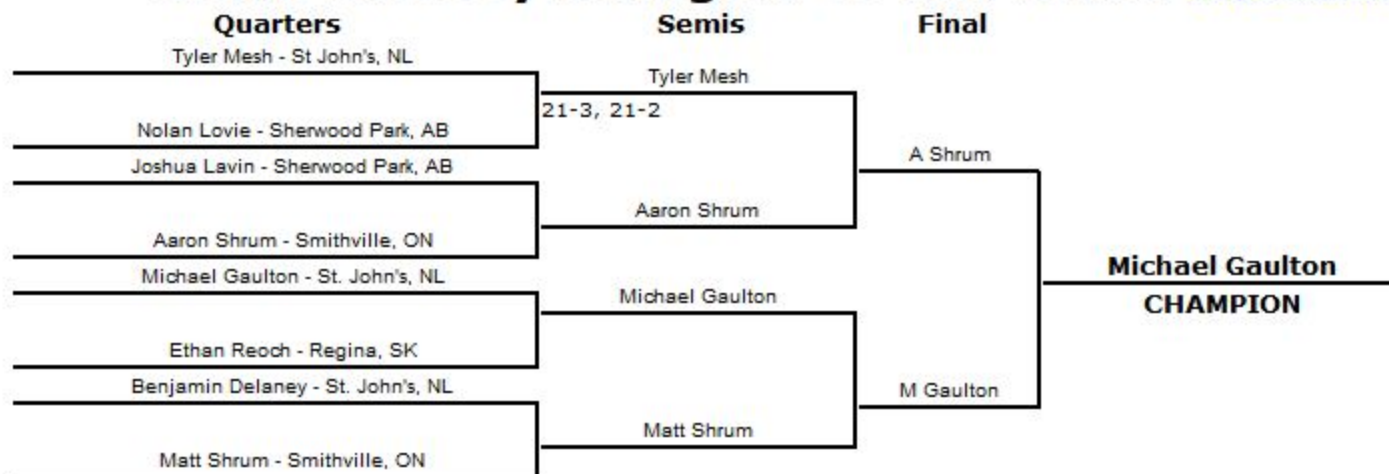 Quarters Semis Final
Tyler Mesh - St John's, NL
Tyler Mesh
21-3, 21-2
Nolan Lovie - Sherwood Park, AB
Joshua Lavin - Sherwood Park, AB
A Shrum
Aaron Shrum
Aaron Shrum - Smithville, ON
Michael Gaulton - St. John's, NL
Michael Gaulton
CHAMPION
Michael Gaulton
Ethan Reoch - Regina, SK
Benjamin Delaney - St. John's, NL
M Gaulton
Matt Shrum
Matt Shrum - Smithville, ON